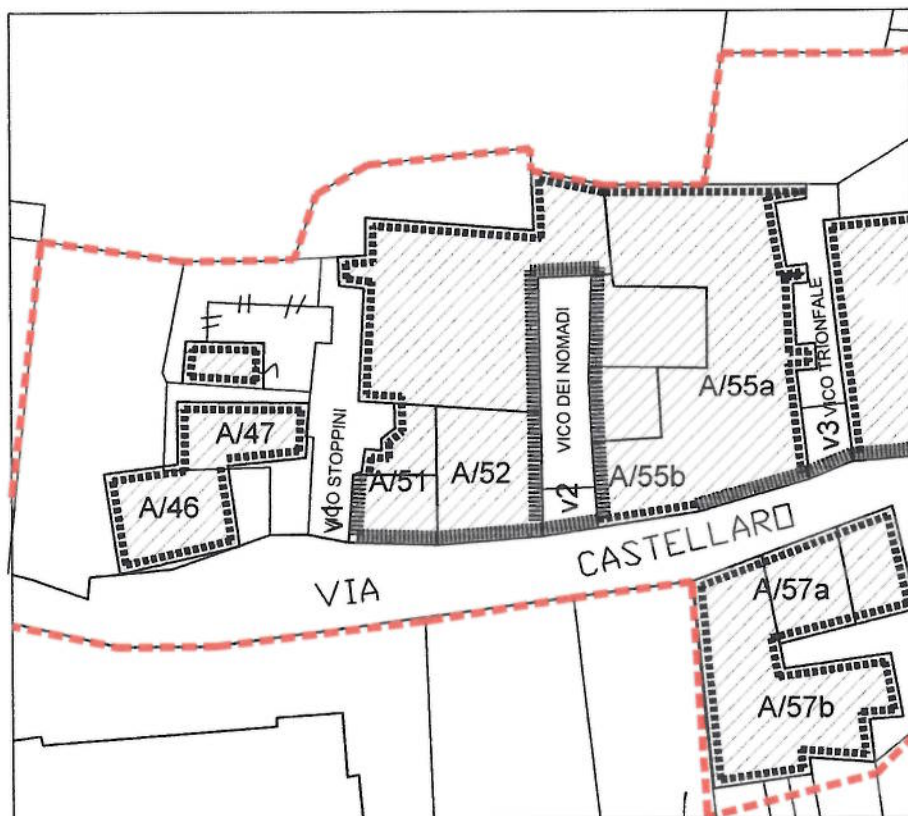 A/47
A/46
VICO STOPPINI
A/51
A/52
VICO DEI NOMADI
v2
A/55a
A/55b
v3 VICO TRIONFALE
VIA CASTELLARO
A/57a
A/57b